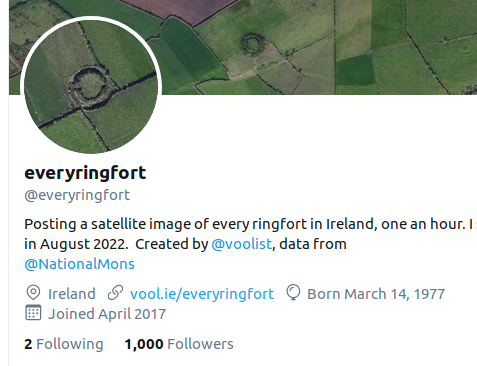 everyringfort
@everyringfort
Posting a satellite image of every ringfort in Ireland, one an hour. I
in August 2022. Created by @voolist, data from
@NationalMons
Ireland vool.ie/everyringfort Born March 14, 1977
Joined April 2017
2 Following 1,000 Followers